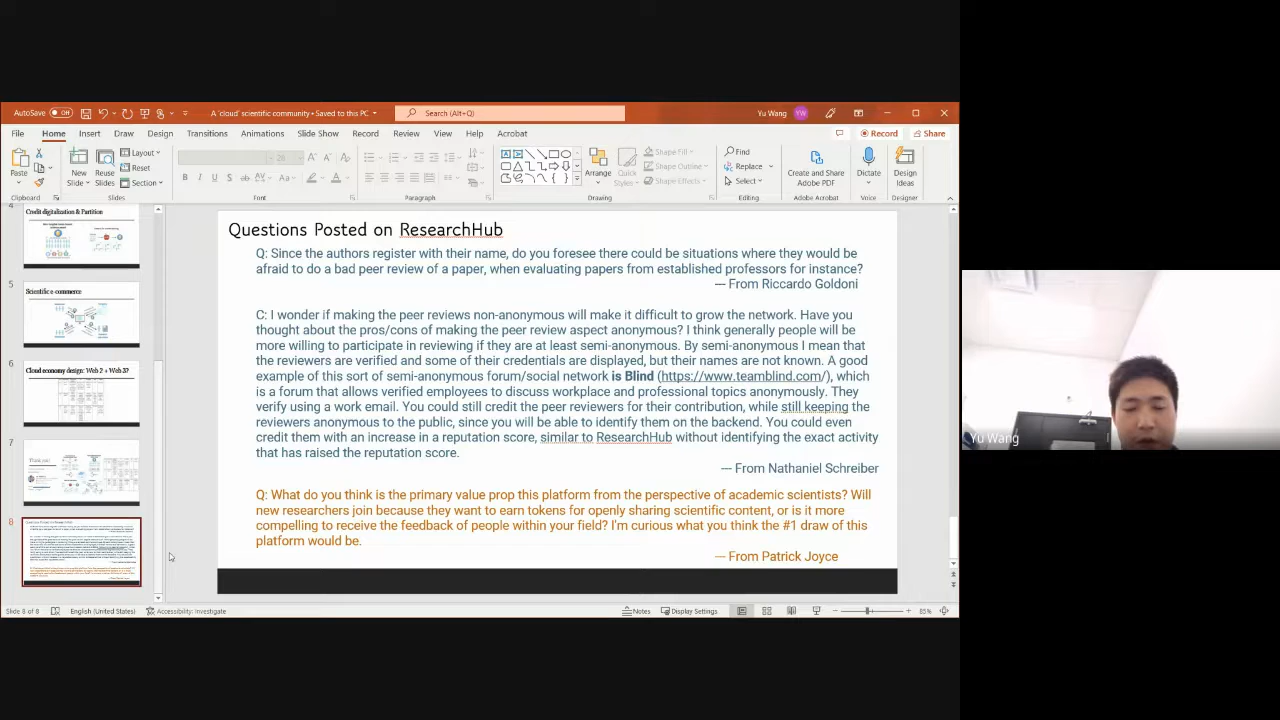 AutoSave Off A 'cloud' scientific community • Saved to this PC Search (Alt+Q) Yu Wang YW
File Home Insert Draw Design Transitions Animations Slide Show Record Review View Help Acrobat Record Share
Paste New Slide Reuse Slides Layout Reset Section
28
B I U S ab AV Aa A
Arrange Quick Styles Shape Fill Shape Outline Shape Effects
Find Replace Select
Create and Share Adobe PDF Dictate Design Ideas
Clipboard Slides Font Paragraph Drawing Editing Adobe Acrobat Voice Designer
4
Credit digitalization & Partition
5
Scientific e-commerce
6
Cloud economy design: Web 2 + Web 3?
7
8
Questions Posted on ResearchHub
Q: Since the authors register with their name, do you foresee there could be situations where they would be
afraid to do a bad peer review of a paper, when evaluating papers from established professors for instance?
--- From Riccardo Goldoni
C: I wonder if making the peer reviews non-anonymous will make it difficult to grow the network. Have you
thought about the pros/cons of making the peer review aspect anonymous? I think generally people will be
more willing to participate in reviewing if they are at least semi-anonymous. By semi-anonymous I mean that
the reviewers are verified and some of their credentials are displayed, but their names are not known. A good
example of this sort of semi-anonymous forum/social network is Blind (https://www.teamblind.com/), which
is a forum that allows verified employees to discuss workplace and professional topics anonymously. They
verify using a work email. You could still credit the peer reviewers for their contribution, while still keeping the
reviewers anonymous to the public, since you will be able to identify them on the backend. You could even
credit them with an increase in a reputation score, similar to ResearchHub without identifying the exact activity
that has raised the reputation score.
--- From Nathaniel Schreiber
Q: What do you think is the primary value prop this platform from the perspective of academic scientists? Will
new researchers join because they want to earn tokens for openly sharing scientific content, or is it more
compelling to receive the feedback of people within your field? I'm curious what you think the #1 draw of this
platform would be.
--- From Patrick Joyce
Yu Wang
Slide 8 of 8 English (United States) Accessibility: Investigate Notes Display Settings 85%